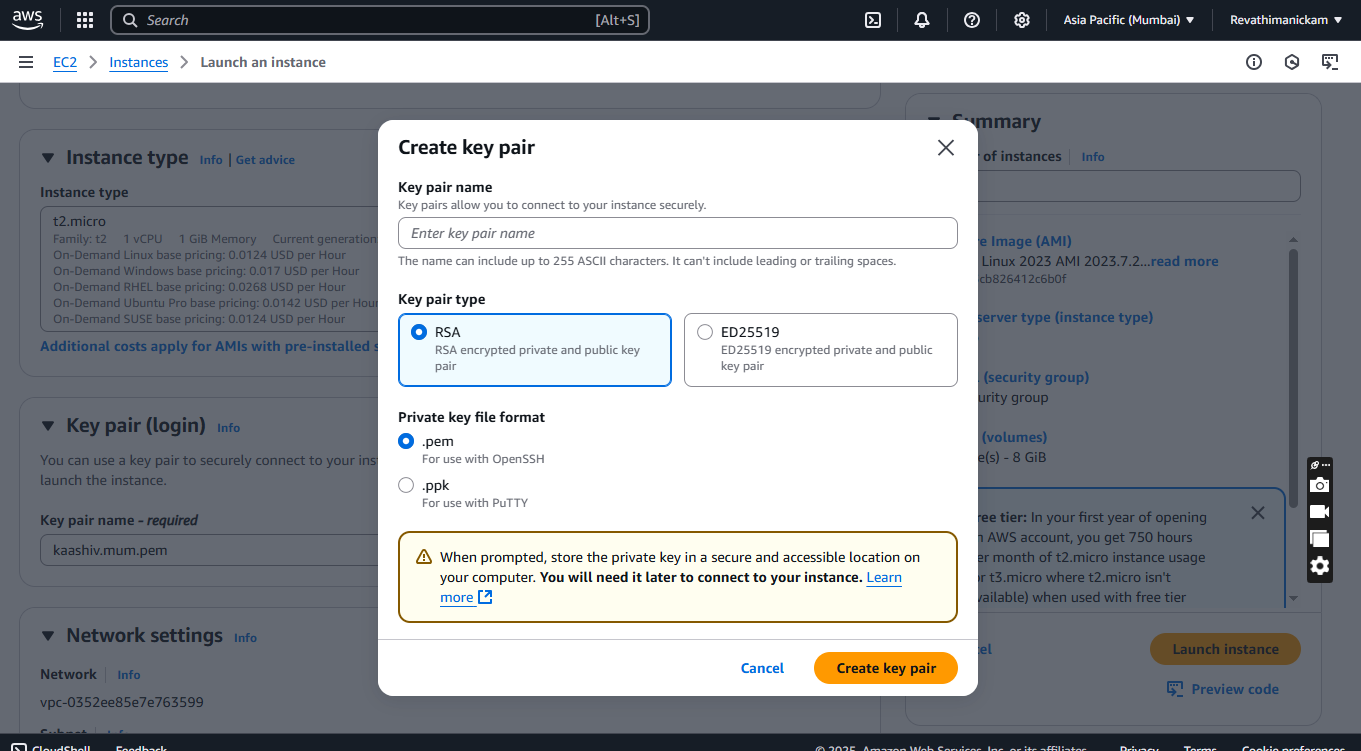 aws
Search [Alt+S]
Asia Pacific (Mumbai)
Revathimanickam
EC2 Instances Launch an instance
Instance type Info | Get advice
Instance type
t2.micro
Family: t2 1 vCPU 1 GiB Memory Current generation
On-Demand Linux base pricing: 0.0124 USD per Hour
On-Demand Windows base pricing: 0.017 USD per Hour
On-Demand RHEL base pricing: 0.0268 USD per Hour
On-Demand Ubuntu Pro base pricing: 0.0142 USD per Hour
On-Demand SUSE base pricing: 0.0124 USD per Hour
Additional costs apply for AMIs with pre-installed s
Key pair (login) Info
You can use a key pair to securely connect to your ins
launch the instance.
Key pair name - required
kaashiv.mum.pem
Network settings Info
Network Info
vpc-0352ee85e7e763599
Subnet Info
Create key pair
Key pair name
Key pairs allow you to connect to your instance securely.
Enter key pair name
The name can include up to 255 ASCII characters. It can't include leading or trailing spaces.
Key pair type
RSA
RSA encrypted private and public key
pair
ED25519
ED25519 encrypted private and public
key pair
Private key file format
.pem
For use with OpenSSH
.ppk
For use with PuTTY
When prompted, store the private key in a secure and accessible location on
your computer. You will need it later to connect to your instance. Learn
more
Cancel Create key pair
Summary
r of instances Info
e Image (AMI)
Linux 2023 AMI 2023.7.2...read more
cb826412c6b0f
server type (instance type)
(security group)
urity group
(volumes)
e(s) - 8 GiB
ree tier: In your first year of opening
n AWS account, you get 750 hours
er month of t2.micro instance usage
or t3.micro where t2.micro isn't
vailable) when used with free tier
el
Launch instance
Preview code
CloudShell Feedback
© 2025, Amazon Web Services, Inc. or its affiliates. Privacy Terms Cookie preferences